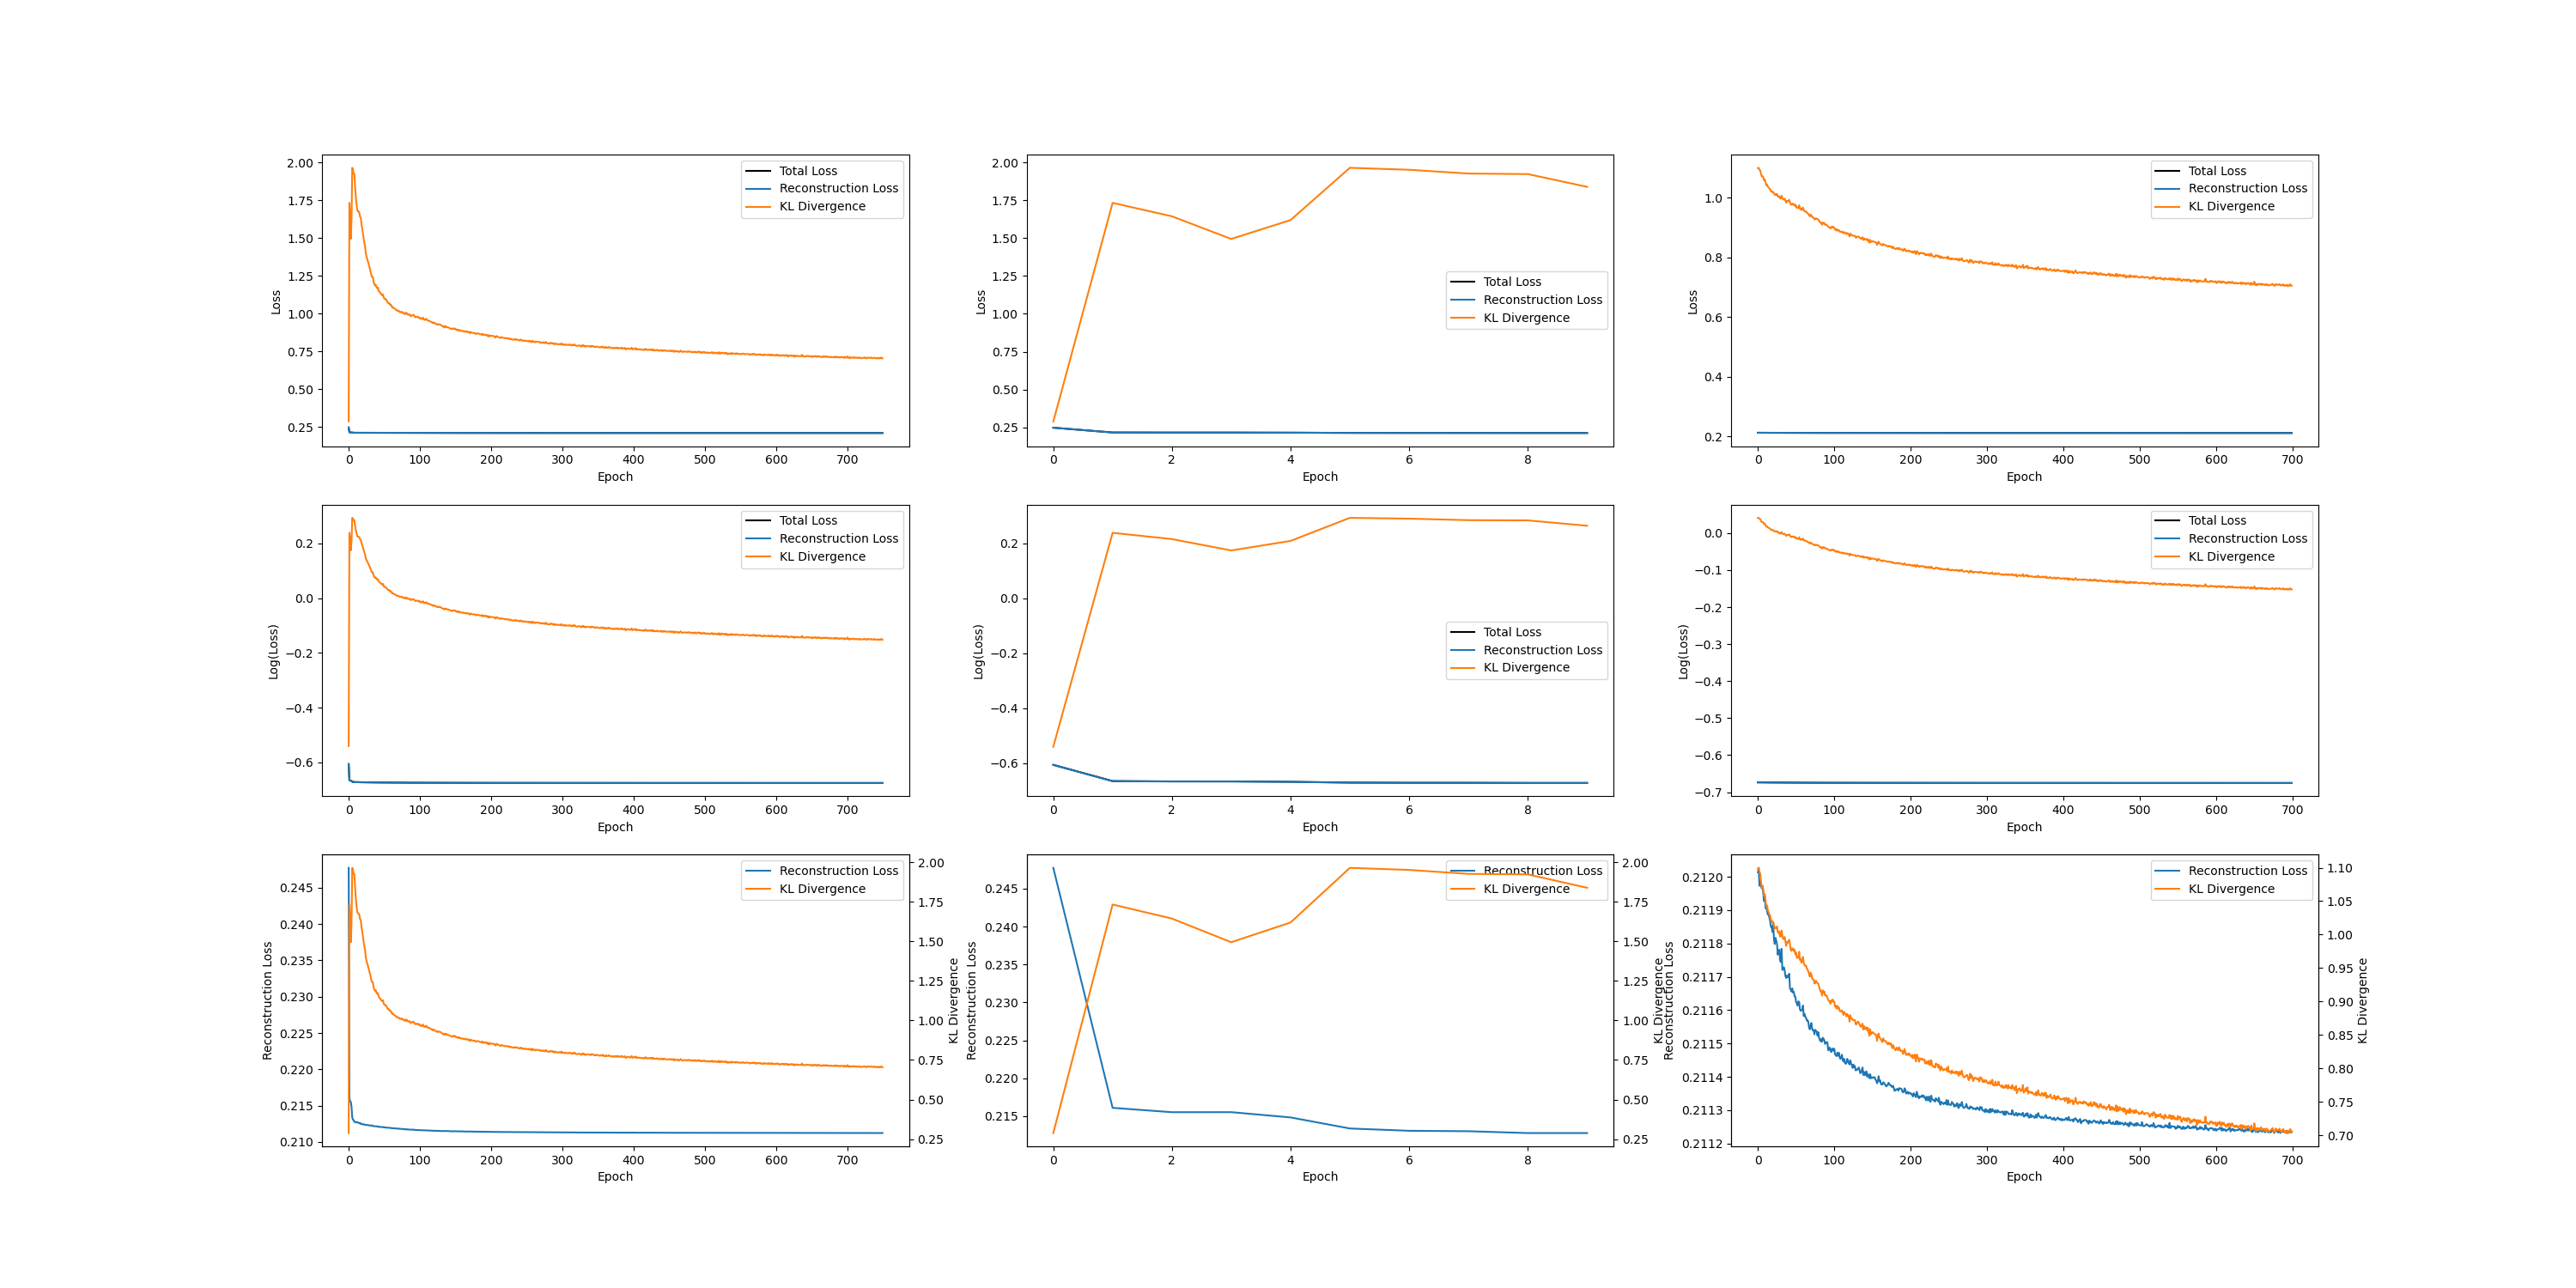 2.00
1.75
1.50
1.25
1.00
0.75
0.50
0.25
Loss
0 100 200 300 400 500 600 700
Epoch
Total Loss
Reconstruction Loss
KL Divergence
2.00
1.75
1.50
1.25
1.00
0.75
0.50
0.25
Loss
0 2 4 6 8
Epoch
Total Loss
Reconstruction Loss
KL Divergence
1.0
0.8
0.6
0.4
0.2
Loss
0 100 200 300 400 500 600 700
Epoch
Total Loss
Reconstruction Loss
KL Divergence
0.2
0.0
−0.2
−0.4
−0.6
Log(Loss)
0 100 200 300 400 500 600 700
Epoch
Total Loss
Reconstruction Loss
KL Divergence
0.2
0.0
−0.2
−0.4
−0.6
Log(Loss)
0 2 4 6 8
Epoch
Total Loss
Reconstruction Loss
KL Divergence
0.0
−0.1
−0.2
−0.3
−0.4
−0.5
−0.6
−0.7
Log(Loss)
0 100 200 300 400 500 600 700
Epoch
Total Loss
Reconstruction Loss
KL Divergence
0.245
0.240
0.235
0.230
0.225
0.220
0.215
0.210
Reconstruction Loss
0 100 200 300 400 500 600 700
Epoch
Reconstruction Loss
KL Divergence
2.00
1.75
1.50
1.25
1.00
0.75
0.50
0.25
KL Divergence
0.245
0.240
0.235
0.230
0.225
0.220
0.215
Reconstruction Loss
0 2 4 6 8
Epoch
Reconstruction Loss
KL Divergence
2.00
1.75
1.50
1.25
1.00
0.75
0.50
0.25
KL Divergence
0.2120
0.2119
0.2118
0.2117
0.2116
0.2115
0.2114
0.2113
0.2112
Reconstruction Loss
0 100 200 300 400 500 600 700
Epoch
Reconstruction Loss
KL Divergence
1.10
1.05
1.00
0.95
0.90
0.85
0.80
0.75
0.70
KL Divergence